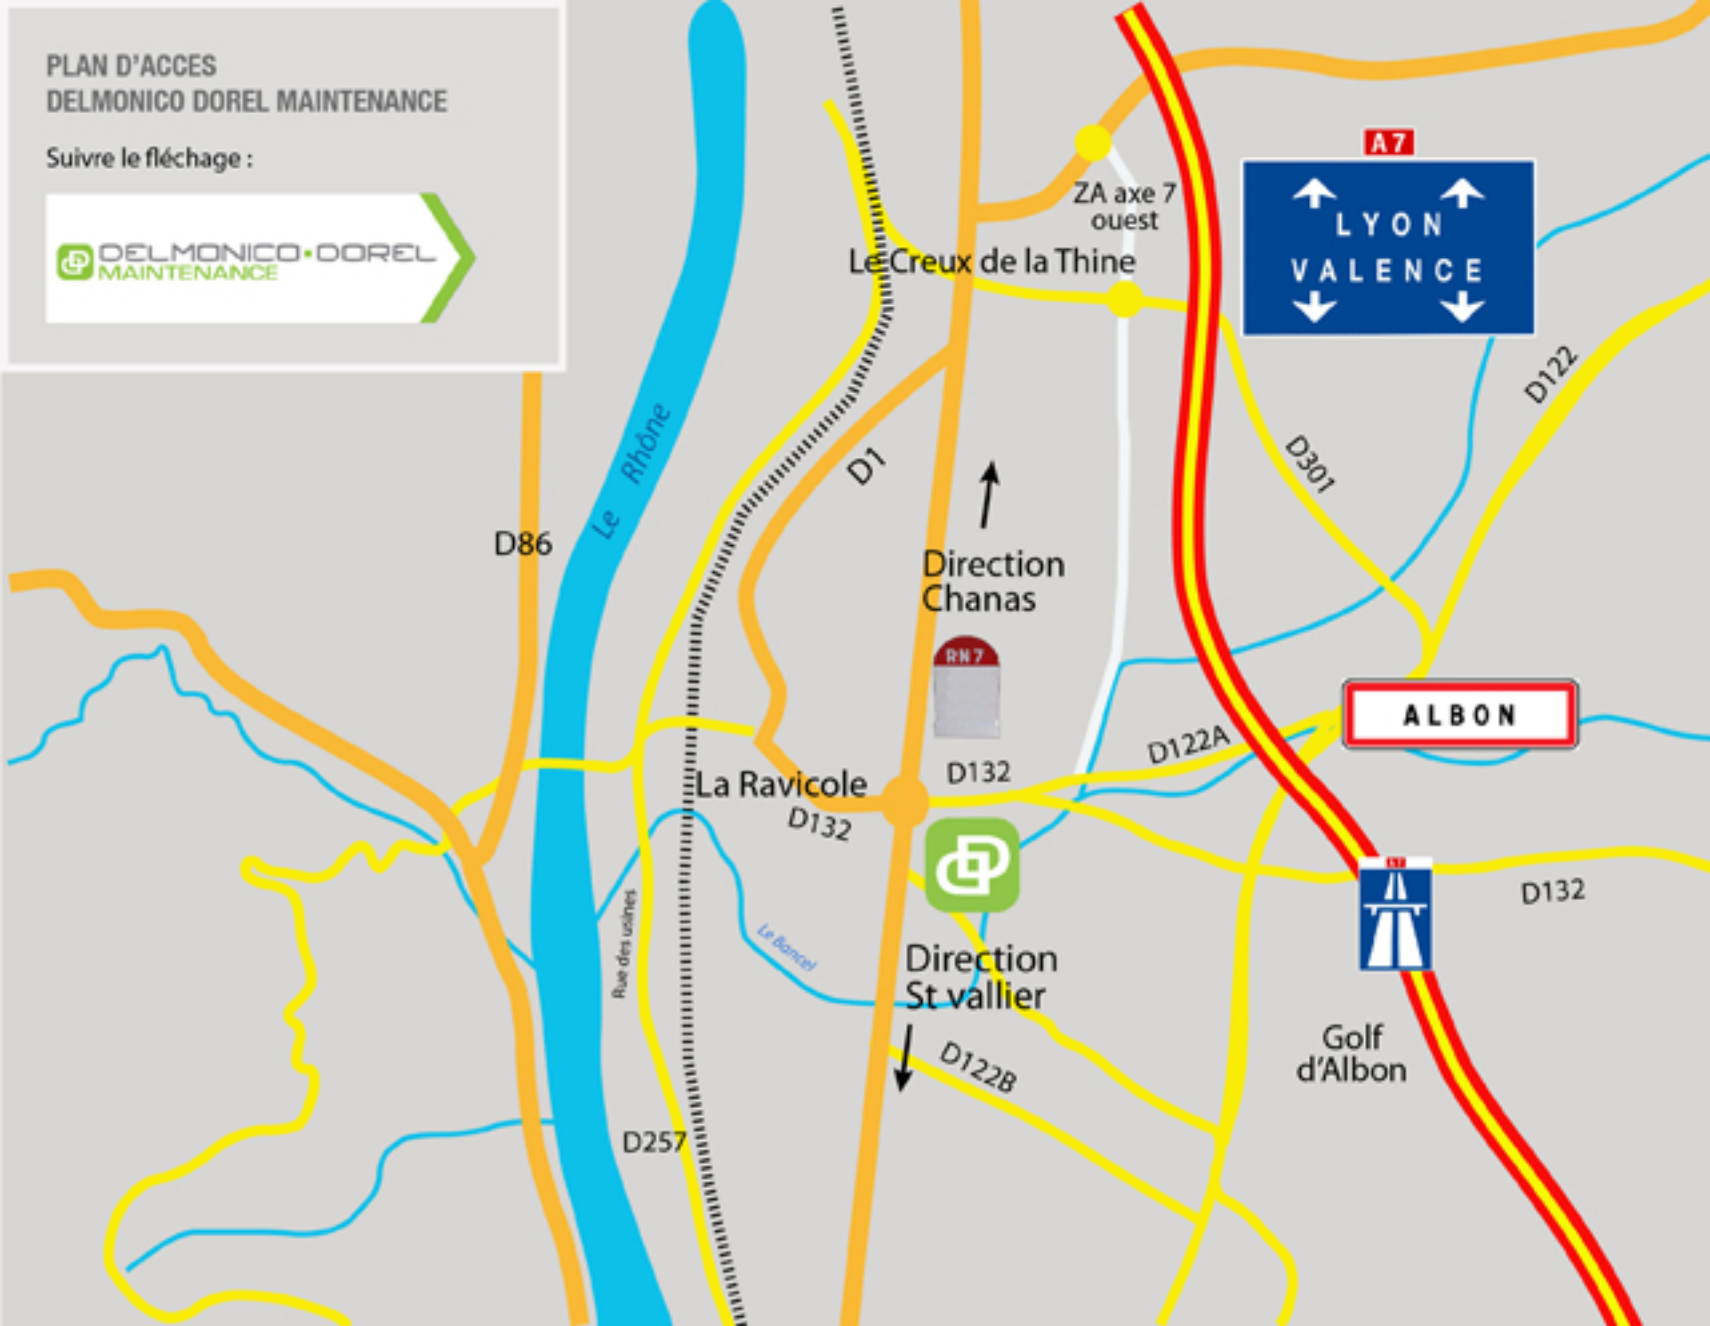 PLAN D'ACCES
DELMONICO DOREL MAINTENANCE
Suivre le fléchage :
DELMONICO·DOREL
MAINTENANCE
A7
LYON
VALENCE
ZA axe 7
ouest
Le Creux de la Thine
D122
D301
D1
Le Rhône
D86
Direction
Chanas
RN7
ALBON
D122A
D132
La Ravicole
D132
D132
A7
Rue des usines
Le Bancel
Direction
St vallier
Golf
d'Albon
D122B
D257